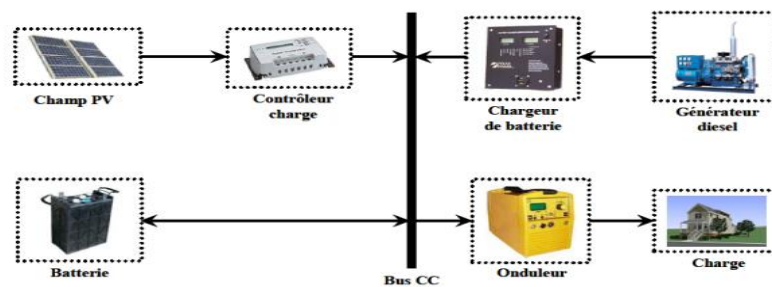 Champ PV
Contrôleur
charge
Chargeur
de batterie
Générateur
diesel
Batterie
Bus CC
Onduleur
Charge